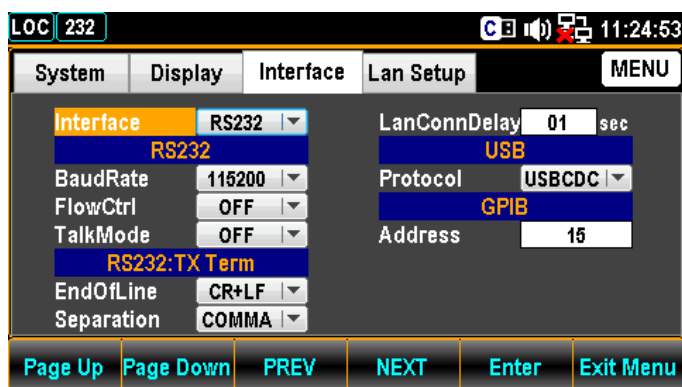 LOC 232 C 11:24:53
System Display Interface Lan Setup MENU
Interface RS232 LanConnDelay 01 sec
RS232 USB
BaudRate 115200 Protocol USBCDC
FlowCtrl OFF GPIB
TalkMode OFF Address 15
RS232:TX Term
EndOfLine CR+LF
Separation COMMA
Page Up Page Down PREV NEXT Enter Exit Menu